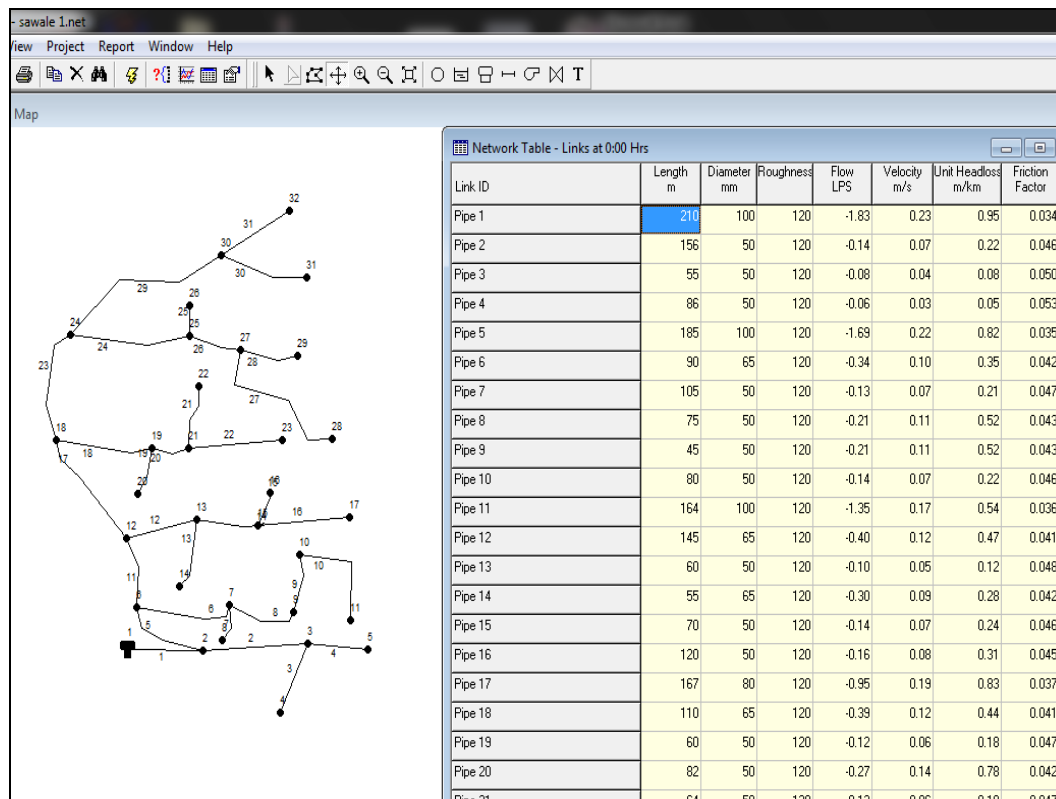 - sawale 1.net
View Project Report Window Help
T
Map
Network Table - Links at 0:00 Hrs
Link ID Length m Diameter mm Roughness Flow LPS Velocity m/s Unit Headloss m/km Friction Factor
Pipe 1 210 100 120 -1.83 0.23 0.95 0.034
Pipe 2 156 50 120 -0.14 0.07 0.22 0.046
Pipe 3 55 50 120 -0.08 0.04 0.08 0.050
Pipe 4 86 50 120 -0.06 0.03 0.05 0.053
Pipe 5 185 100 120 -1.69 0.22 0.82 0.035
Pipe 6 90 65 120 -0.34 0.10 0.35 0.042
Pipe 7 105 50 120 -0.13 0.07 0.21 0.047
Pipe 8 75 50 120 -0.21 0.11 0.52 0.043
Pipe 9 45 50 120 -0.21 0.11 0.52 0.043
Pipe 10 80 50 120 -0.14 0.07 0.22 0.046
Pipe 11 164 100 120 -1.35 0.17 0.54 0.036
Pipe 12 145 65 120 -0.40 0.12 0.47 0.041
Pipe 13 60 50 120 -0.10 0.05 0.12 0.048
Pipe 14 55 65 120 -0.30 0.09 0.28 0.042
Pipe 15 70 50 120 -0.14 0.07 0.24 0.046
Pipe 16 120 50 120 -0.16 0.08 0.31 0.045
Pipe 17 167 80 120 -0.95 0.19 0.83 0.037
Pipe 18 110 65 120 -0.39 0.12 0.44 0.041
Pipe 19 60 50 120 -0.12 0.06 0.18 0.047
Pipe 20 82 50 120 -0.27 0.14 0.78 0.042
32
31
30
30 31
29
26
25
24 25
24 26 27
28 29
23
22
27
21
18 19 21 22 23 28
18 19
17 20
20
13 16 17
12 12
13
14
10
10
11
9
6 7 9 11
6 8
5 8
1 2 2 3 5
1 4
3
4